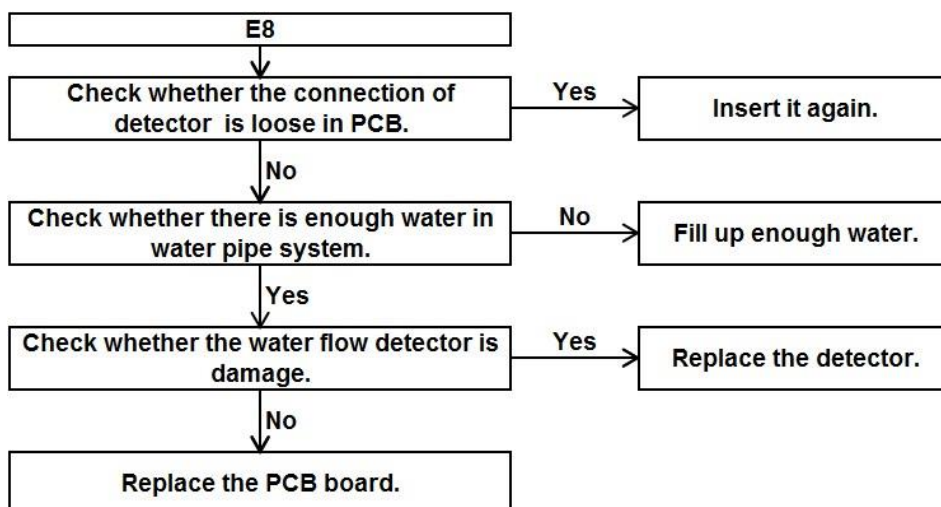 E8
Check whether the connection of
detector is loose in PCB.
Yes
Insert it again.
No
Check whether there is enough water in
water pipe system.
No
Fill up enough water.
Yes
Check whether the water flow detector is
damage.
Yes
Replace the detector.
No
Replace the PCB board.